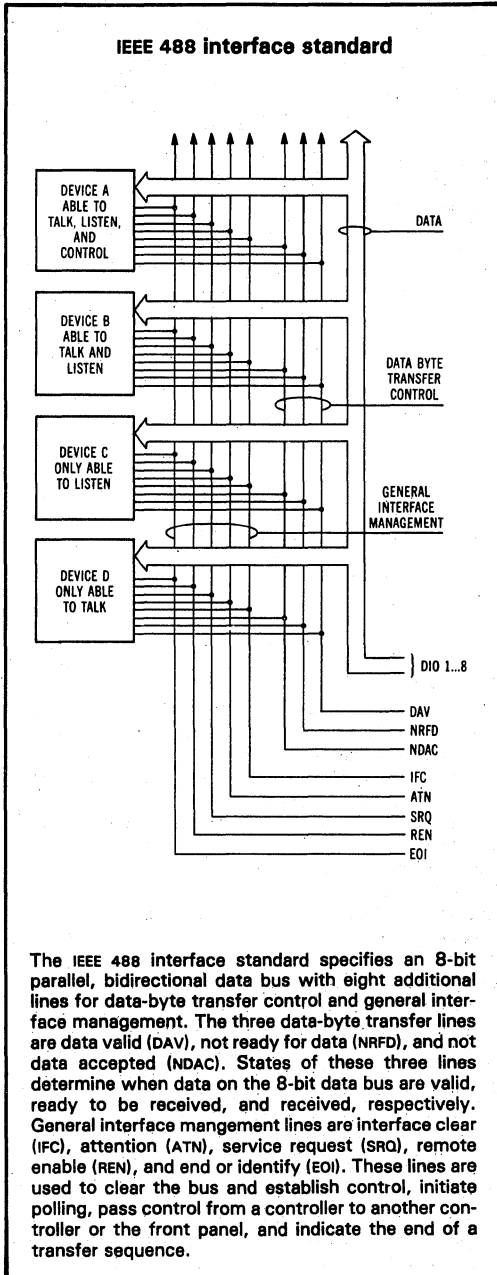 IEEE 488 interface standard
DEVICE A
ABLE TO
TALK, LISTEN,
AND
CONTROL
DATA
DEVICE B
ABLE TO
TALK AND
LISTEN
DATA BYTE
TRANSFER
CONTROL
DEVICE C
ONLY ABLE
TO LISTEN
GENERAL
INTERFACE
MANAGEMENT
DEVICE D
ONLY ABLE
TO TALK
DIO 1...8
DAV
NRFD
NDAC
IFC
ATN
SRQ
REN
EOI
The IEEE 488 interface standard specifies an 8-bit
parallel, bidirectional data bus with eight additional
lines for data-byte transfer control and general inter-
face management. The three data-byte transfer lines
are data valid (DAV), not ready for data (NRFD), and not
data accepted (NDAC). States of these three lines
determine when data on the 8-bit data bus are valid,
ready to be received, and received, respectively.
General interface mangement lines are interface clear
(IFC), attention (ATN), service request (SRQ), remote
enable (REN), and end or identify (EOI). These lines are
used to clear the bus and establish control, initiate
polling, pass control from a controller to another con-
troller or the front panel, and indicate the end of a
transfer sequence.